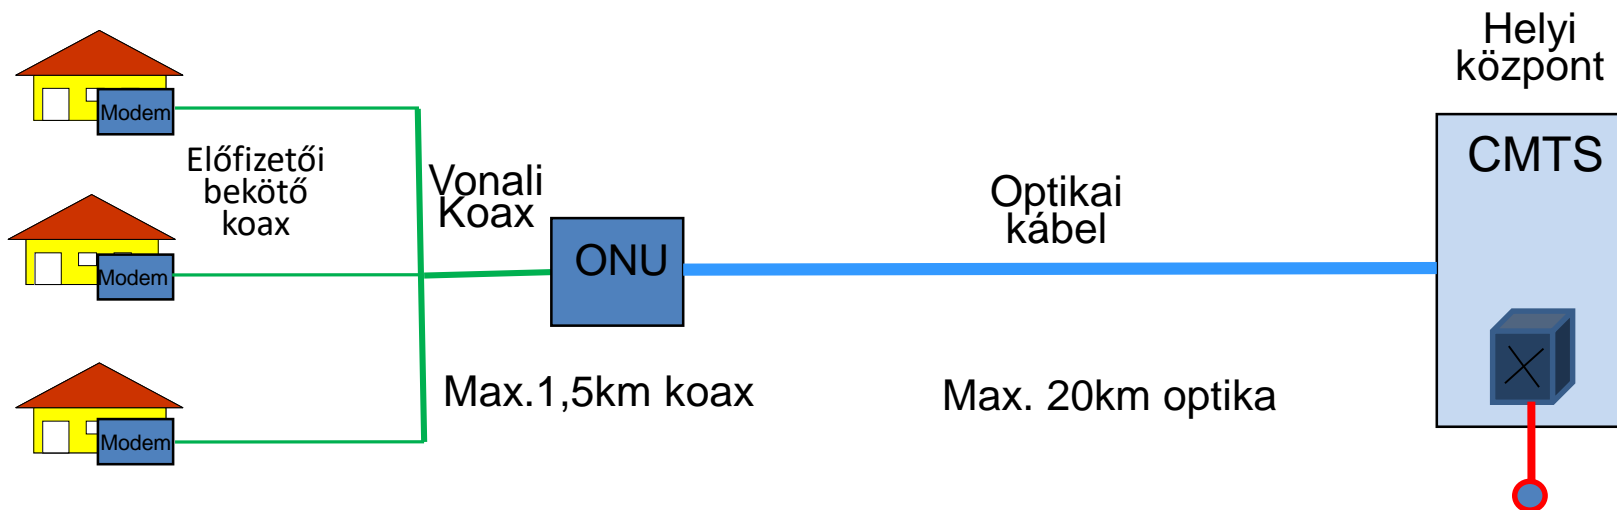 Helyi
központ
Modem
Előfizetői
bekötő
koax
Vonali
Koax
Optikai
kábel
CMTS
ONU
Modem
Max.1,5km koax
Max. 20km optika
Modem